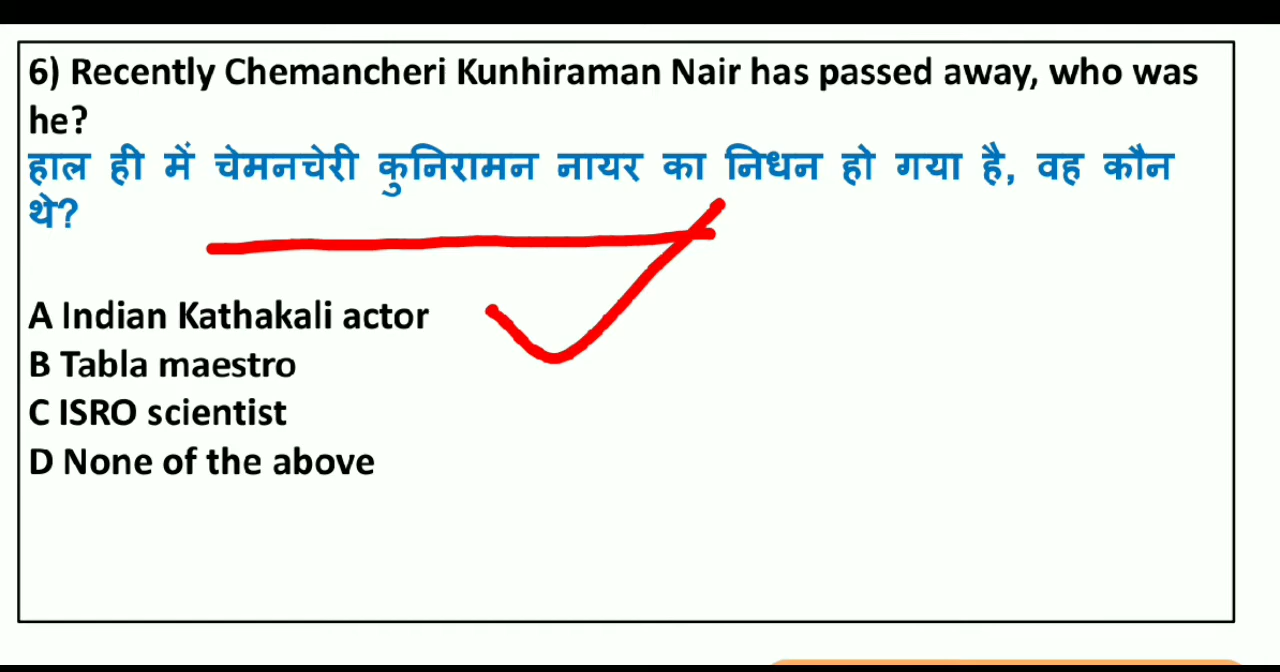 6) Recently Chemancheri Kunhiraman Nair has passed away, who was
he?
हाल ही में चेमनचेरी कुनिरामन नायर का निधन हो गया है, वह कौन
थे?
A Indian Kathakali actor
B Tabla maestro
C ISRO scientist
D None of the above